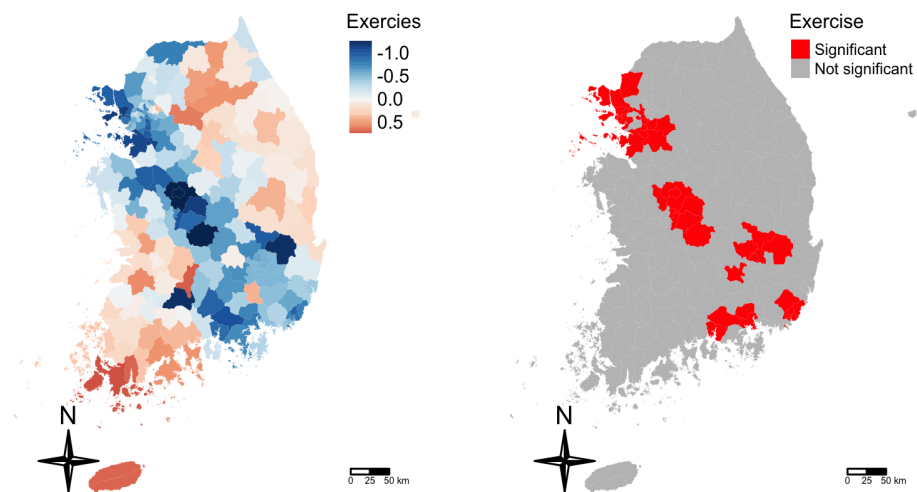 Exercies
-1.0
-0.5
0.0
0.5
N
0 25 50 km
Exercise
Significant
Not significant
N
0 25 50 km